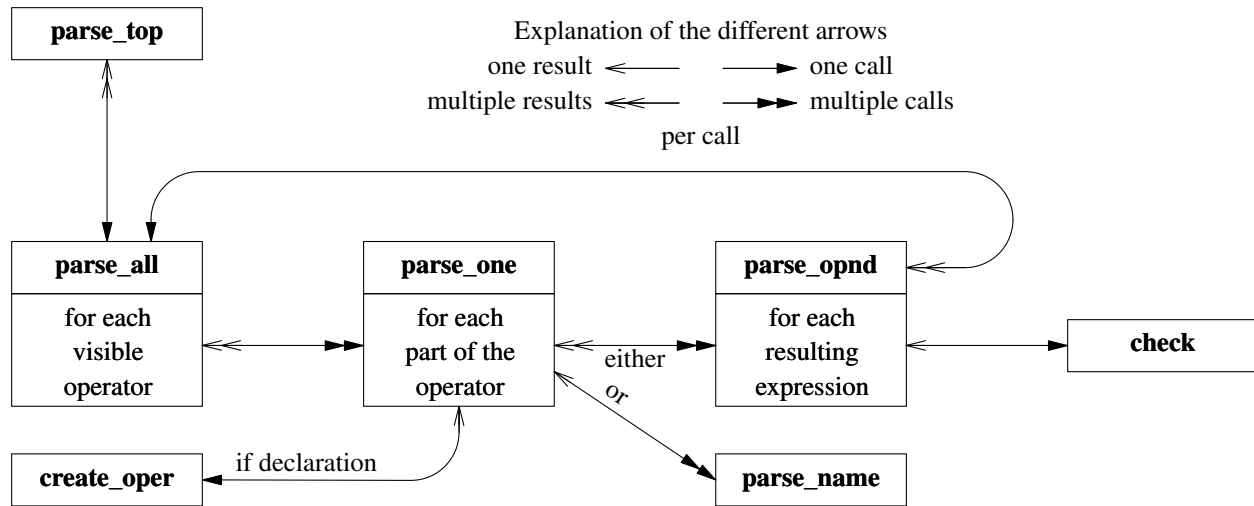 parse_top
Explanation of the different arrows
one result
one call
multiple results
multiple calls
per call
parse_all
for each
visible
operator
parse_one
for each
part of the
operator
parse_opnd
for each
resulting
expression
check
either
or
if declaration
create_oper
parse_name